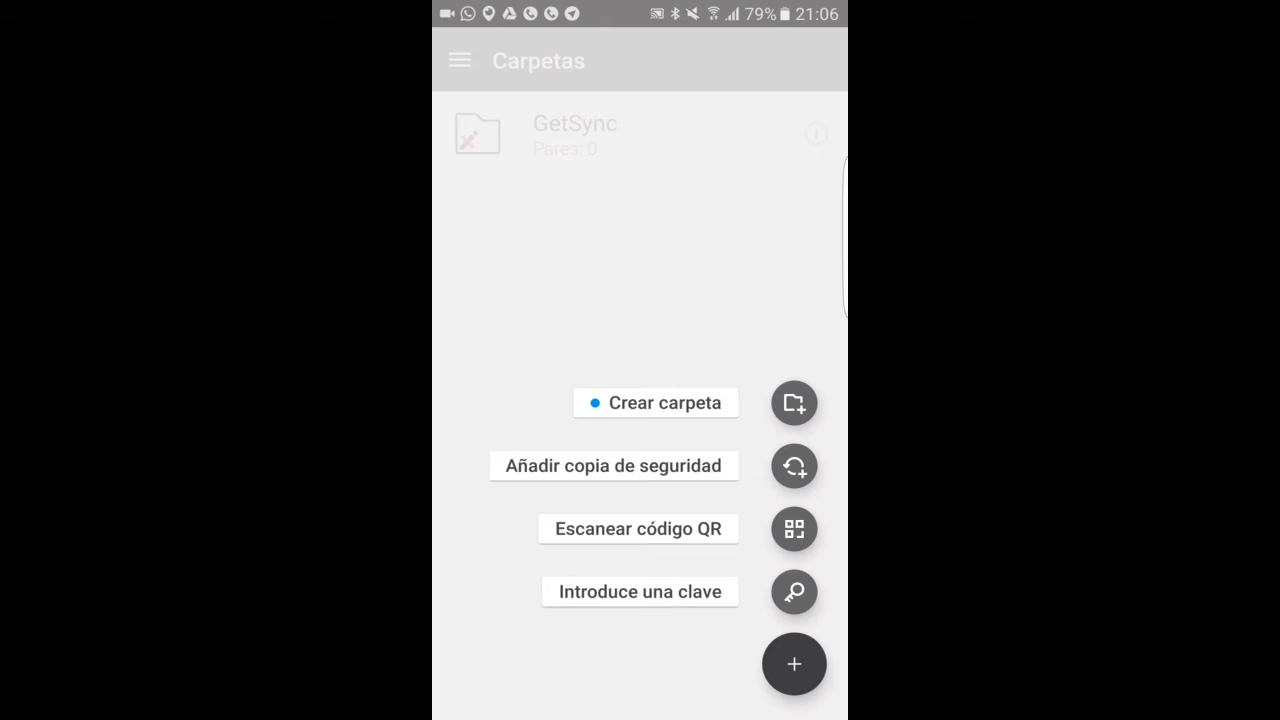 79% 21:06
Carpetas
GetSync
Pares: 0
Crear carpeta
Añadir copia de seguridad
Escanear código QR
Introduce una clave